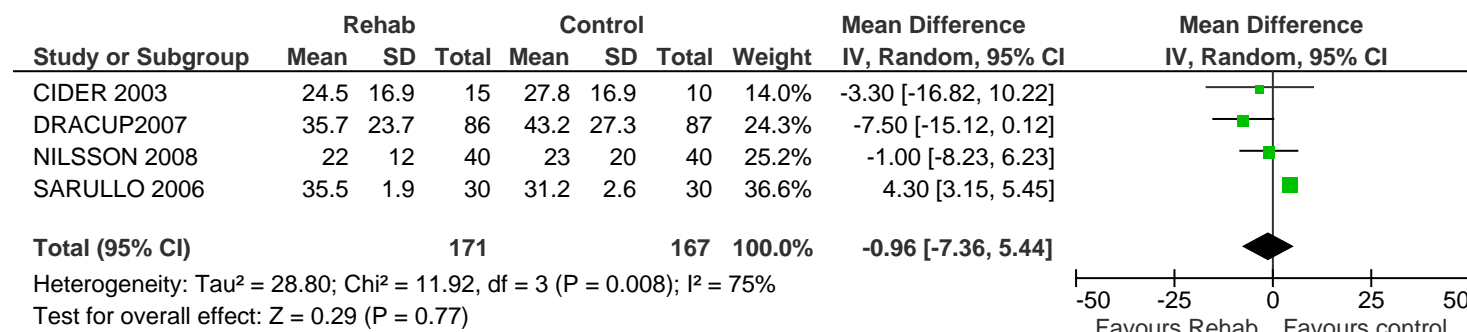 Rehab Control Mean Difference Mean Difference
Study or Subgroup Mean SD Total Mean SD Total Weight IV, Random, 95% CI IV, Random, 95% CI
CIDER 2003 24.5 16.9 15 27.8 16.9 10 14.0% -3.30 [-16.82, 10.22]
DRACUP2007 35.7 23.7 86 43.2 27.3 87 24.3% -7.50 [-15.12, 0.12]
NILSSON 2008 22 12 40 23 20 40 25.2% -1.00 [-8.23, 6.23]
SARULLO 2006 35.5 1.9 30 31.2 2.6 30 36.6% 4.30 [3.15, 5.45]
Total (95% CI) 171 167 100.0% -0.96 [-7.36, 5.44]
Heterogeneity: Tau² = 28.80; Chi² = 11.92, df = 3 (P = 0.008); I² = 75%
Test for overall effect: Z = 0.29 (P = 0.77)
-50 -25 0 25 50
Favours Rehab Favours control